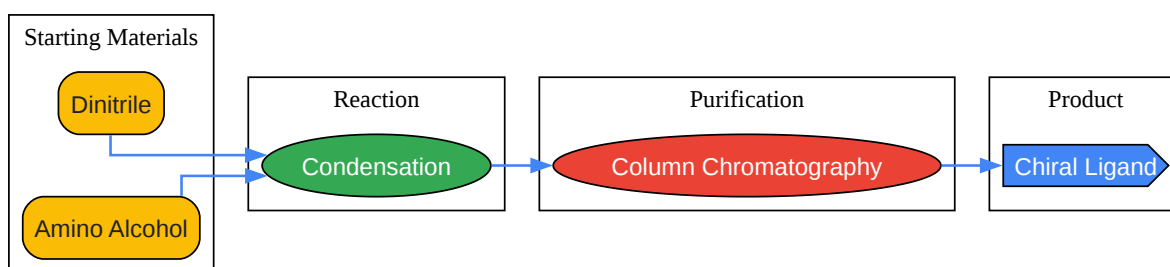 Starting Materials
Dinitrile
Amino Alcohol
Reaction
Condensation
Purification
Column Chromatography
Product
Chiral Ligand